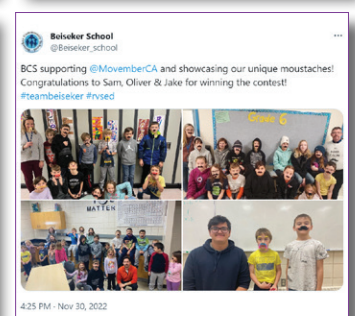 Beiseker School
@Beiseker_school
BCS supporting @MovemberCA and showcasing our unique moustaches!
Congratulations to Sam, Oliver & Jake for winning the contest!
#teambeiseker #rvsed
Grade 6
MATTER
4:25 PM · Nov 30, 2022